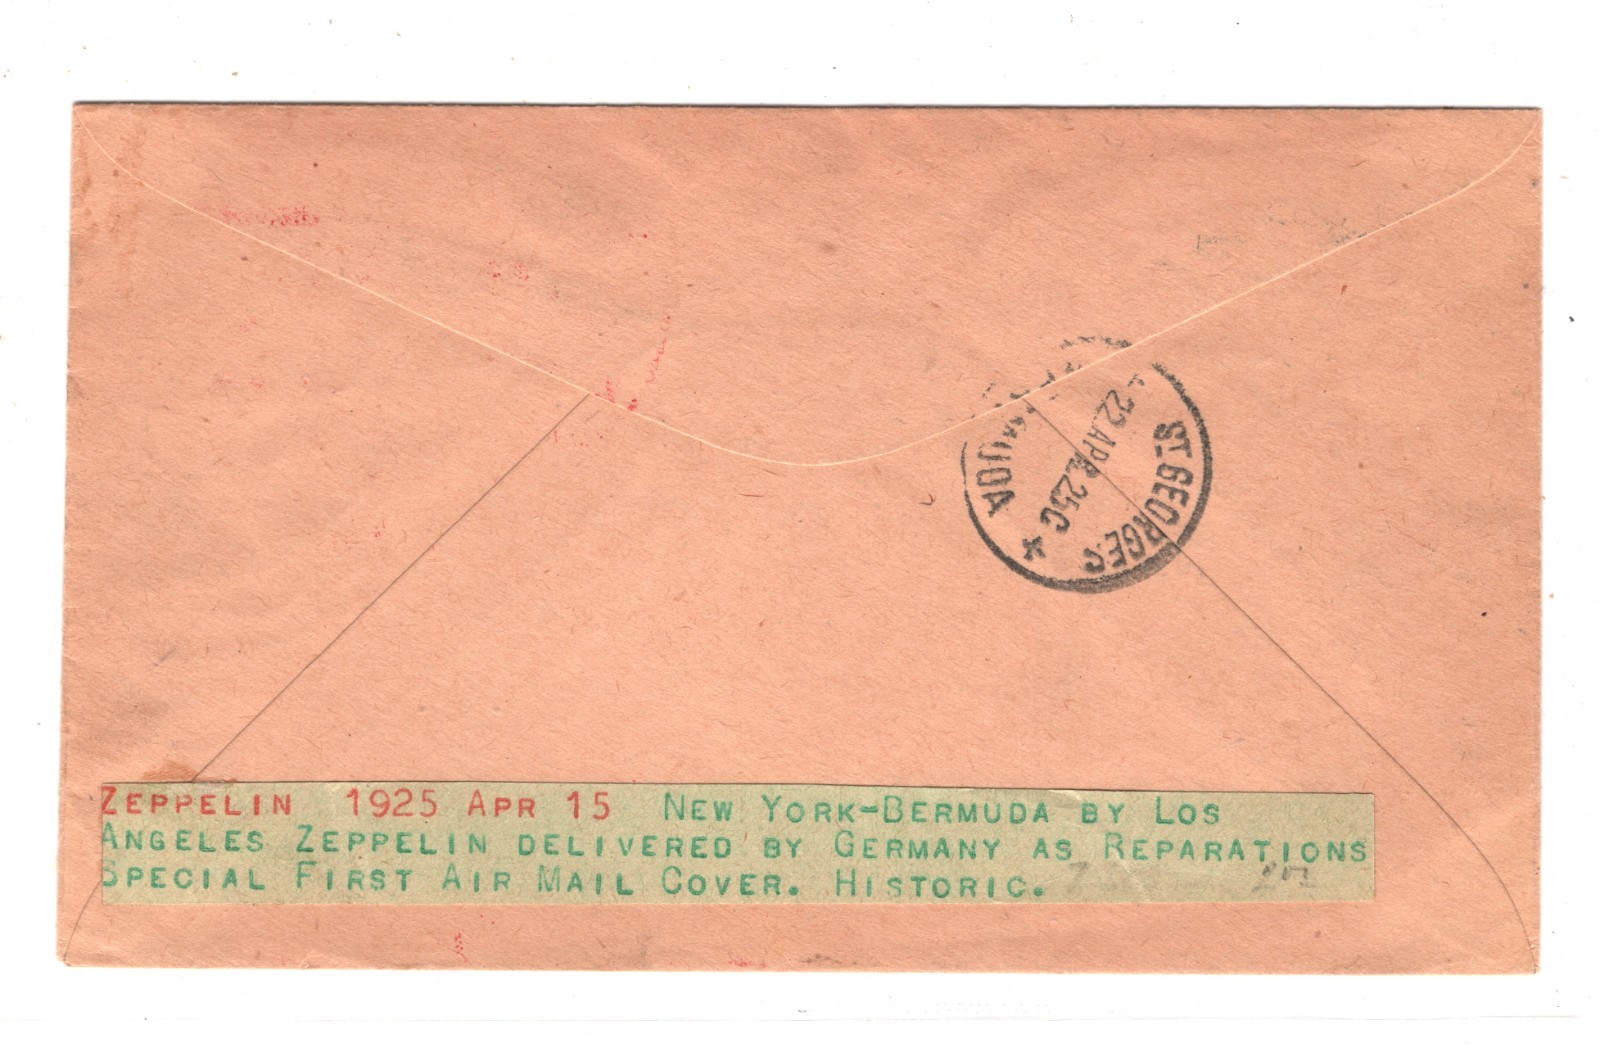 ST. GEORGES
22 APR 25 C
ZEPPELIN 1925 APR 15 NEW YORK-BERMUDA BY LOS
ANGELES ZEPPELIN DELIVERED BY GERMANY AS REPARATIONS
SPECIAL FIRST AIR MAIL COVER. HISTORIC.